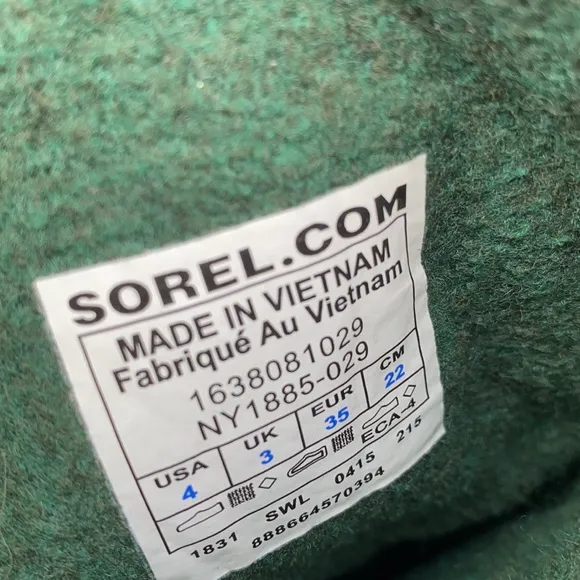 SOREL.COM
MADE IN VIETNAM
Fabriqué Au Vietnam
1638081029
NY1885-029
USA UK EUR CM
4 3 35 22
ECA-4
1831 SWL 0415 215
888664570394